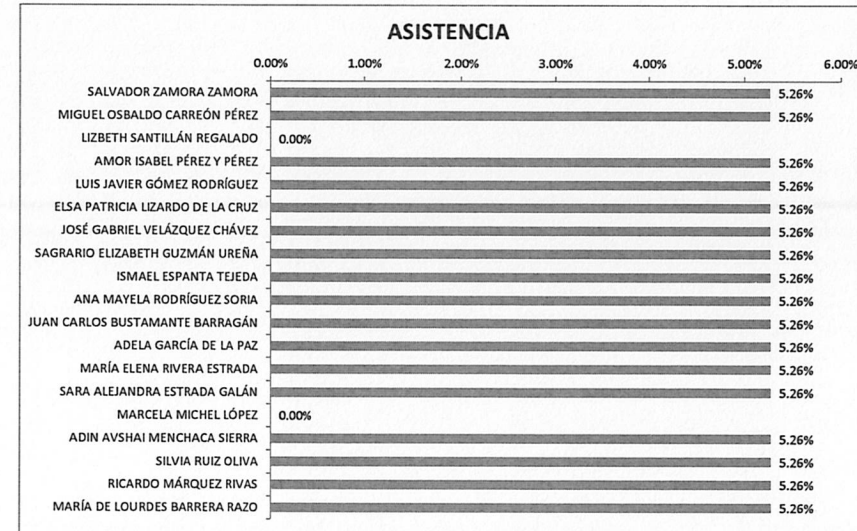 ASISTENCIA
0.00% 1.00% 2.00% 3.00% 4.00% 5.00% 6.00%
SALVADOR ZAMORA ZAMORA 5.26%
MIGUEL OSBALDO CARREÓN PÉREZ 5.26%
LIZBETH SANTILLÁN REGALADO 0.00%
AMOR ISABEL PÉREZ Y PÉREZ 5.26%
LUIS JAVIER GÓMEZ RODRÍGUEZ 5.26%
ELSA PATRICIA LIZARDO DE LA CRUZ 5.26%
JOSÉ GABRIEL VELÁZQUEZ CHÁVEZ 5.26%
SAGRARIO ELIZABETH GUZMÁN UREÑA 5.26%
ISMAEL ESPANTA TEJEDA 5.26%
ANA MAYELA RODRÍGUEZ SORIA 5.26%
JUAN CARLOS BUSTAMANTE BARRAGÁN 5.26%
ADELA GARCÍA DE LA PAZ 5.26%
MARÍA ELENA RIVERA ESTRADA 5.26%
SARA ALEJANDRA ESTRADA GALÁN 5.26%
MARCELA MICHEL LÓPEZ 0.00%
ADIN AVSHAI MENCHACA SIERRA 5.26%
SILVIA RUIZ OLIVA 5.26%
RICARDO MÁRQUEZ RIVAS 5.26%
MARÍA DE LOURDES BARRERA RAZO 5.26%